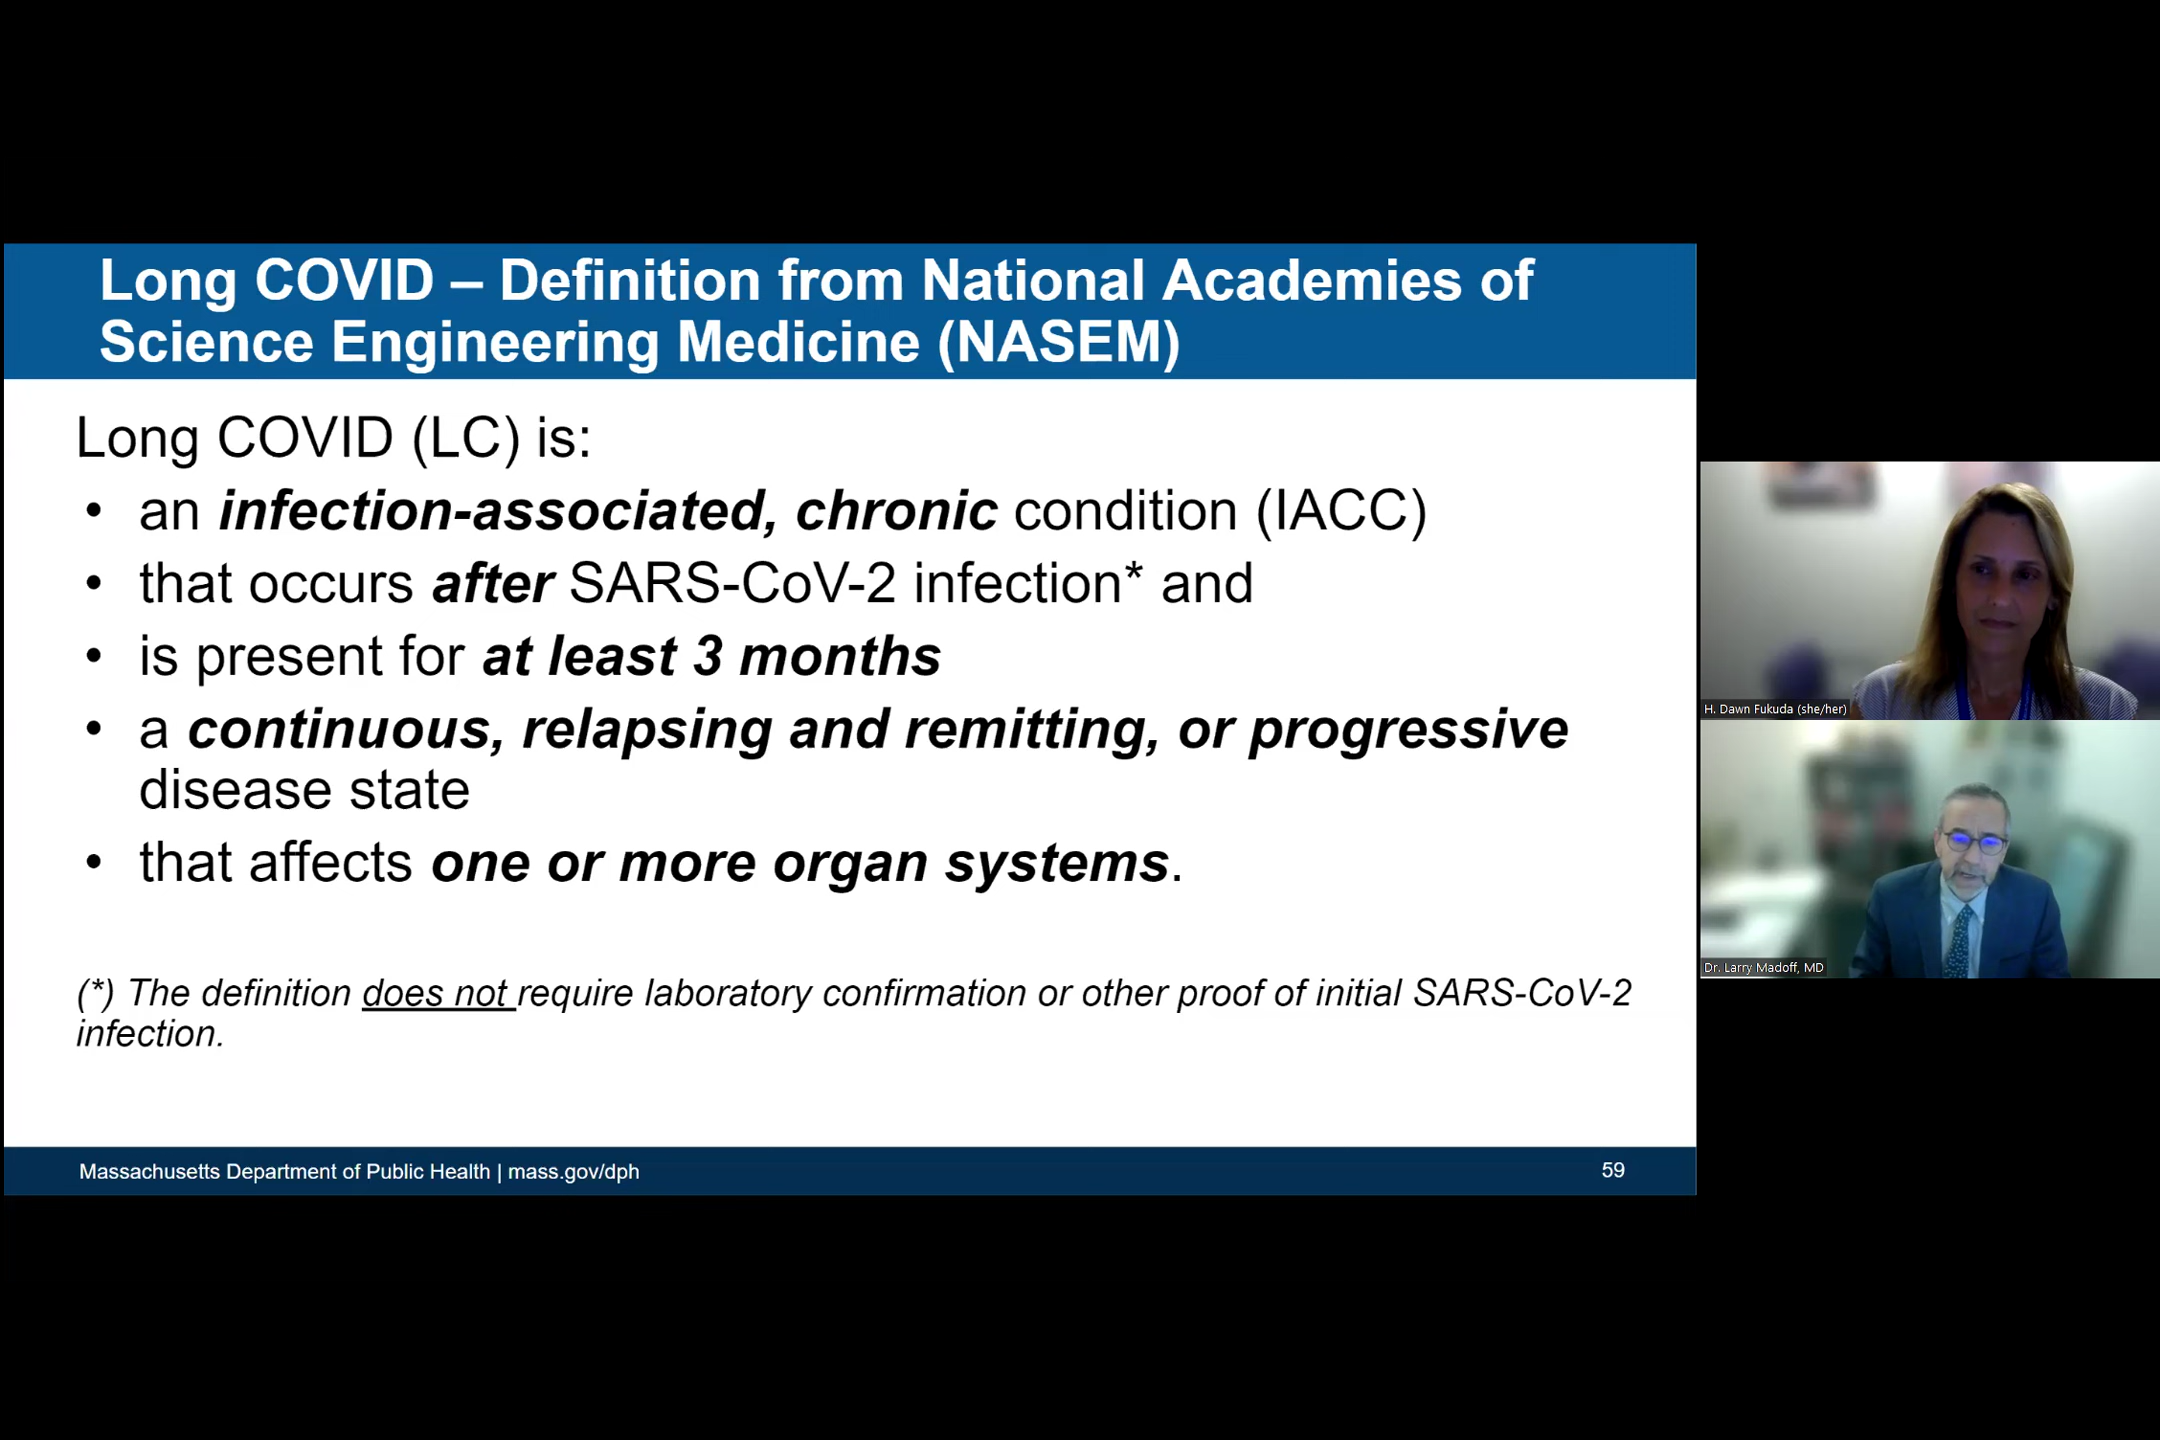 Long COVID – Definition from National Academies of
Science Engineering Medicine (NASEM)
Long COVID (LC) is:
• an infection-associated, chronic condition (IACC)
• that occurs after SARS-CoV-2 infection* and
• is present for at least 3 months
• a continuous, relapsing and remitting, or progressive
disease state
• that affects one or more organ systems.
(*) The definition does not require laboratory confirmation or other proof of initial SARS-CoV-2
infection.
Massachusetts Department of Public Health | mass.gov/dph
59
H. Dawn Fukuda (she/her)
Dr. Larry Madoff, MD